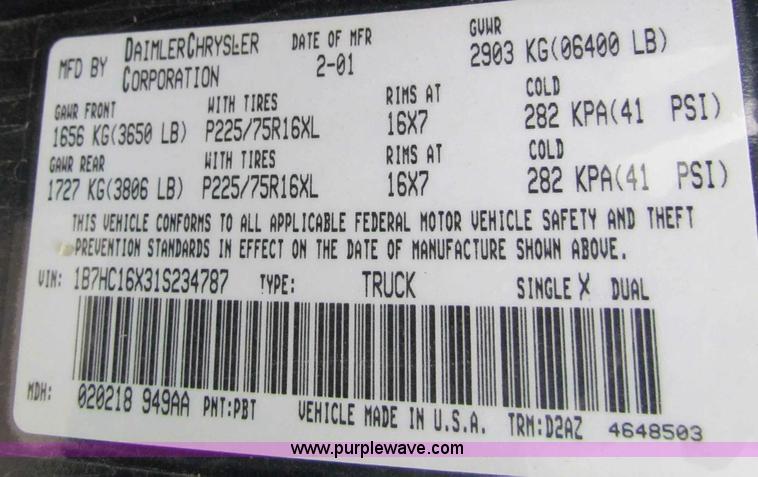 MFD BY DAIMLERCHRYSLER CORPORATION DATE OF MFR 2-01 GVWR 2903 KG(06400 LB)
GAWR FRONT WITH TIRES RIMS AT COLD
1656 KG(3650 LB) P225/75R16XL 16X7 282 KPA(41 PSI)
GAWR REAR WITH TIRES RIMS AT COLD
1727 KG(3806 LB) P225/75R16XL 16X7 282 KPA(41 PSI)
THIS VEHICLE CONFORMS TO ALL APPLICABLE FEDERAL MOTOR VEHICLE SAFETY AND THEFT
PREVENTION STANDARDS IN EFFECT ON THE DATE OF MANUFACTURE SHOWN ABOVE.
VIN: 1B7HC16X31S234787 TYPE: TRUCK SINGLE X DUAL
MDH: 020218 949AA PNT:PBT VEHICLE MADE IN U.S.A. TRM:D2AZ 4648503
www.purplewave.com